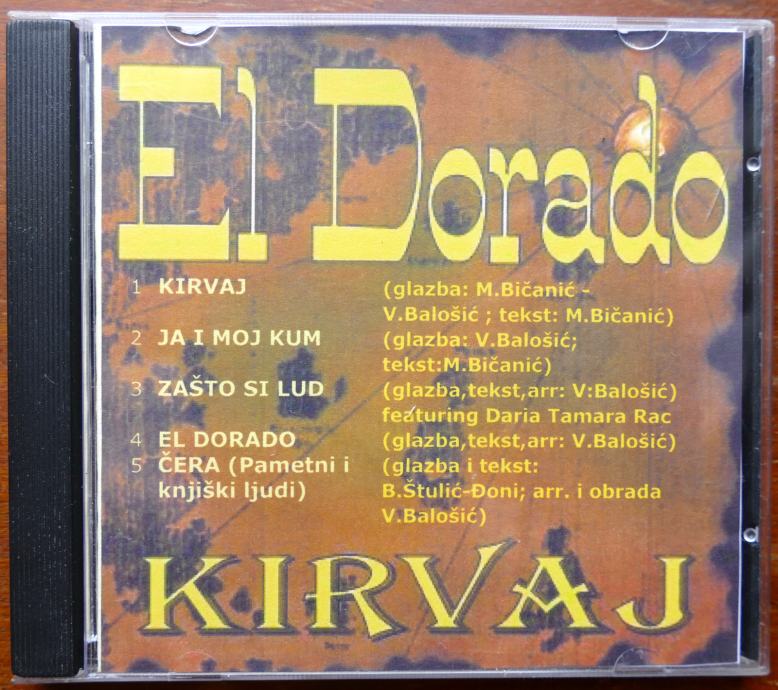 El Dorado
1 KIRVAJ (glazba: M.Bičanić -
V.Balošić ; tekst: M.Bičanić)
2 JA I MOJ KUM (glazba: V.Balošić;
tekst:M.Bičanić)
3 ZAŠTO SI LUD (glazba,tekst,arr: V:Balošić)
featuring Daria Tamara Rac
4 EL DORADO (glazba,tekst,arr: V.Balošić)
5 ČERA (Pametni i (glazba i tekst:
knjiški ljudi) B.Štulić-Đoni; arr. i obrada
V.Balošić)
KIRVAJ